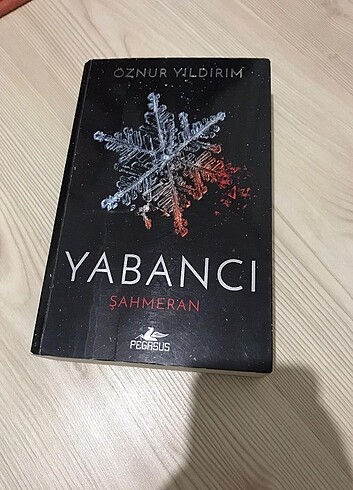 ÖZNUR YILDIRIM
YABANCI
ŞAHMERAN
PEGASUS